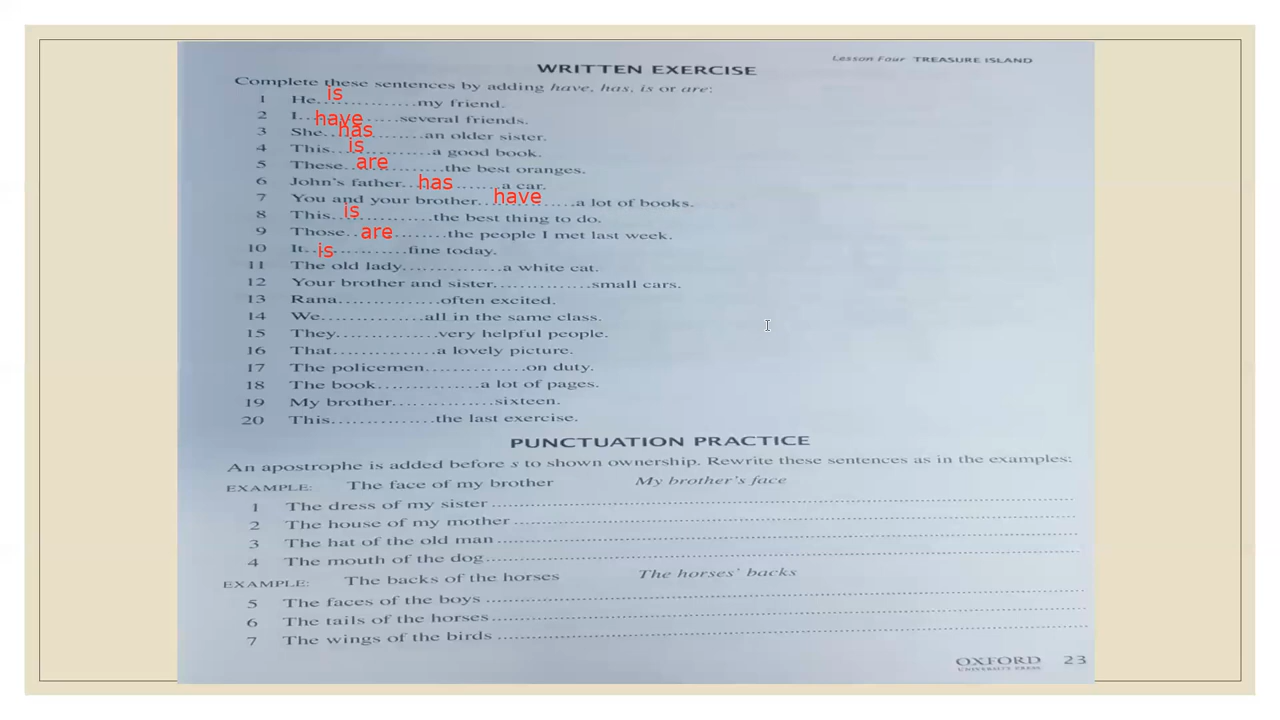 Lesson Four TREASURE ISLAND
WRITTEN EXERCISE
Complete these sentences by adding have, has, is or are:
1 He..is..............my friend.
2 I...have.....several friends.
3 She..has........an older sister.
4 This...is..........a good book.
5 These..are..........the best oranges.
6 John's father...has.......a car.
7 You and your brother...have.....a lot of books.
8 This..is............the best thing to do.
9 Those..are........the people I met last week.
10 It..is...........fine today.
11 The old lady..............a white cat.
12 Your brother and sister..............small cars.
13 Rana..............often excited.
14 We..............all in the same class.
15 They..............very helpful people.
16 That..............a lovely picture.
17 The policemen..............on duty.
18 The book..............a lot of pages.
19 My brother..............sixteen.
20 This..............the last exercise.
PUNCTUATION PRACTICE
An apostrophe is added before s to shown ownership. Rewrite these sentences as in the examples:
EXAMPLE: The face of my brother My brother's face
1 The dress of my sister
2 The house of my mother
3 The hat of the old man
4 The mouth of the dog
EXAMPLE: The backs of the horses The horses' backs
5 The faces of the boys
6 The tails of the horses
7 The wings of the birds
OXFORD 23
UNIVERSITY PRESS